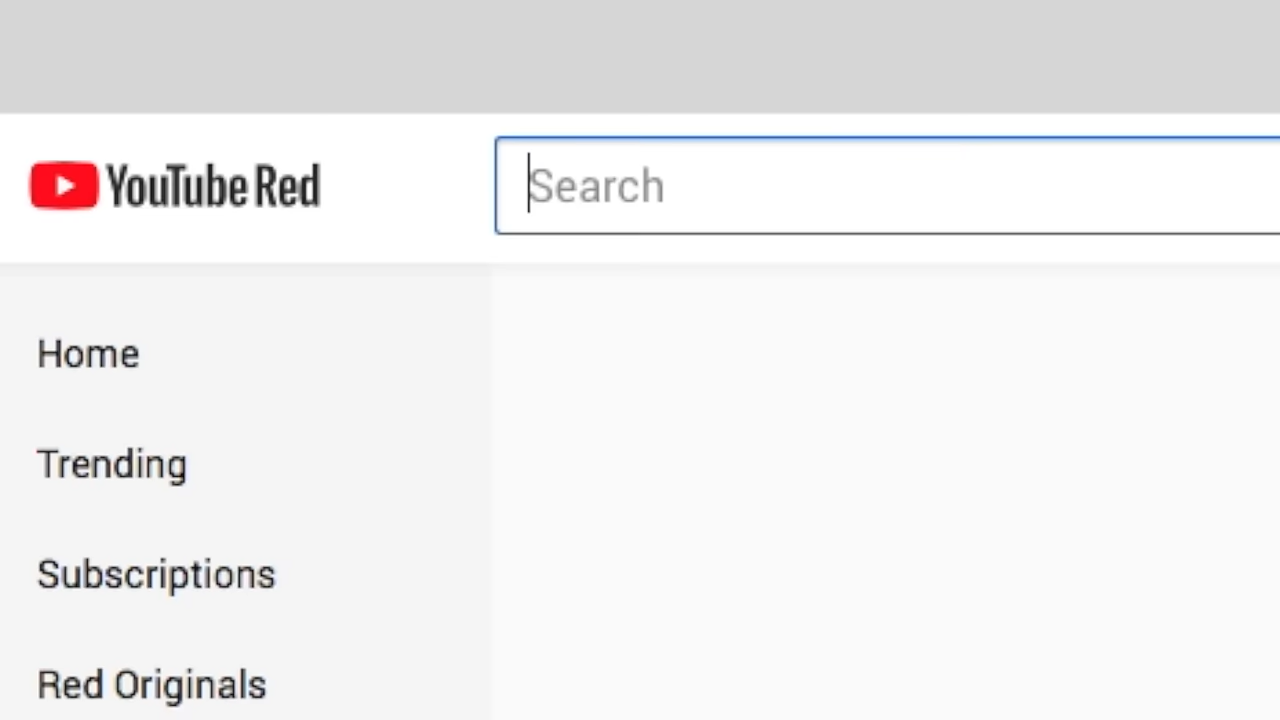 YouTube Red
Search
Home
Trending
Subscriptions
Red Originals